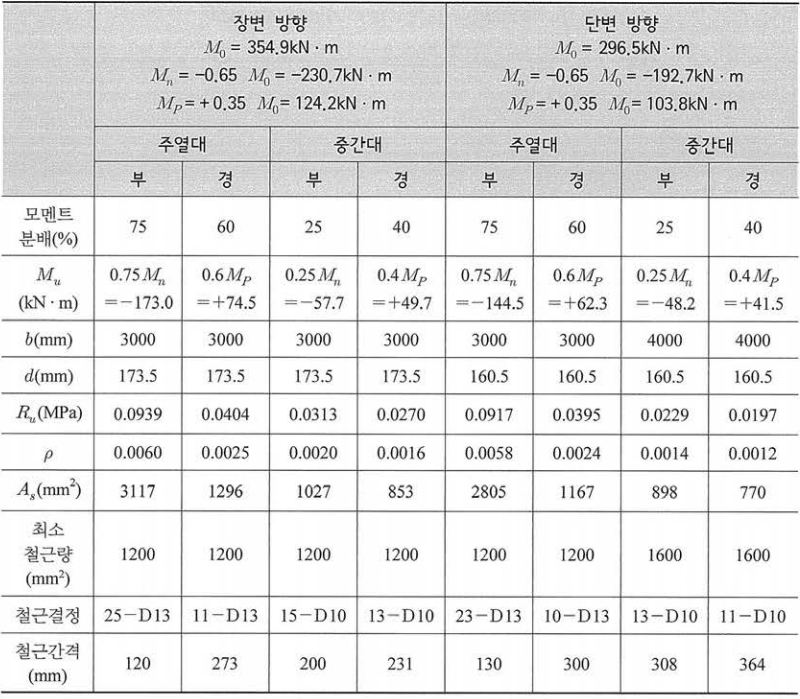 장변 방향 단변 방향
M₀ = 354.9kN · m M₀ = 296.5kN · m
Mₙ = −0.65 M₀ = −230.7kN · m Mₙ = −0.65 M₀ = −192.7kN · m
M_P = + 0.35 M₀ = 124.2kN · m M_P = + 0.35 M₀ = 103.8kN · m
주열대 중간대 주열대 중간대
부 경 부 경 부 경 부 경
모멘트
분배(%) 75 60 25 40 75 60 25 40
Mᵤ 0.75Mₙ 0.6M_P 0.25Mₙ 0.4M_P 0.75Mₙ 0.6M_P 0.25Mₙ 0.4M_P
(kN · m) =−173.0 =+74.5 =−57.7 =+49.7 =−144.5 =+62.3 =−48.2 =+41.5
b(mm) 3000 3000 3000 3000 3000 3000 4000 4000
d(mm) 173.5 173.5 173.5 173.5 160.5 160.5 160.5 160.5
Rᵤ(MPa) 0.0939 0.0404 0.0313 0.0270 0.0917 0.0395 0.0229 0.0197
ρ 0.0060 0.0025 0.0020 0.0016 0.0058 0.0024 0.0014 0.0012
Aₛ(mm²) 3117 1296 1027 853 2805 1167 898 770
최소
철근량
(mm²) 1200 1200 1200 1200 1200 1200 1600 1600
철근결정 25−D13 11−D13 15−D10 13−D10 23−D13 10−D13 13−D10 11−D10
철근간격
(mm) 120 273 200 231 130 300 308 364